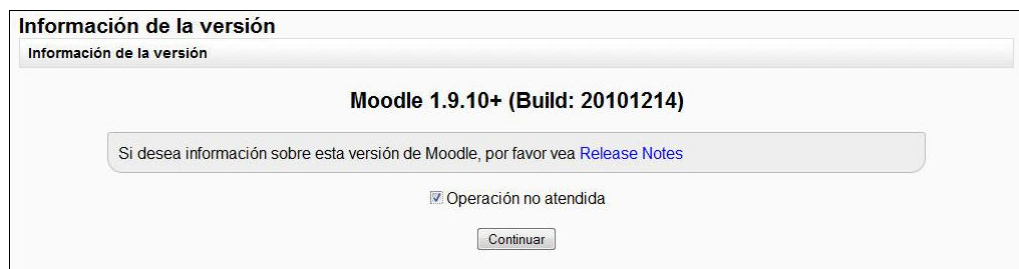 Información de la versión
Información de la versión
Moodle 1.9.10+ (Build: 20101214)
Si desea información sobre esta versión de Moodle, por favor vea Release Notes
Operación no atendida
Continuar